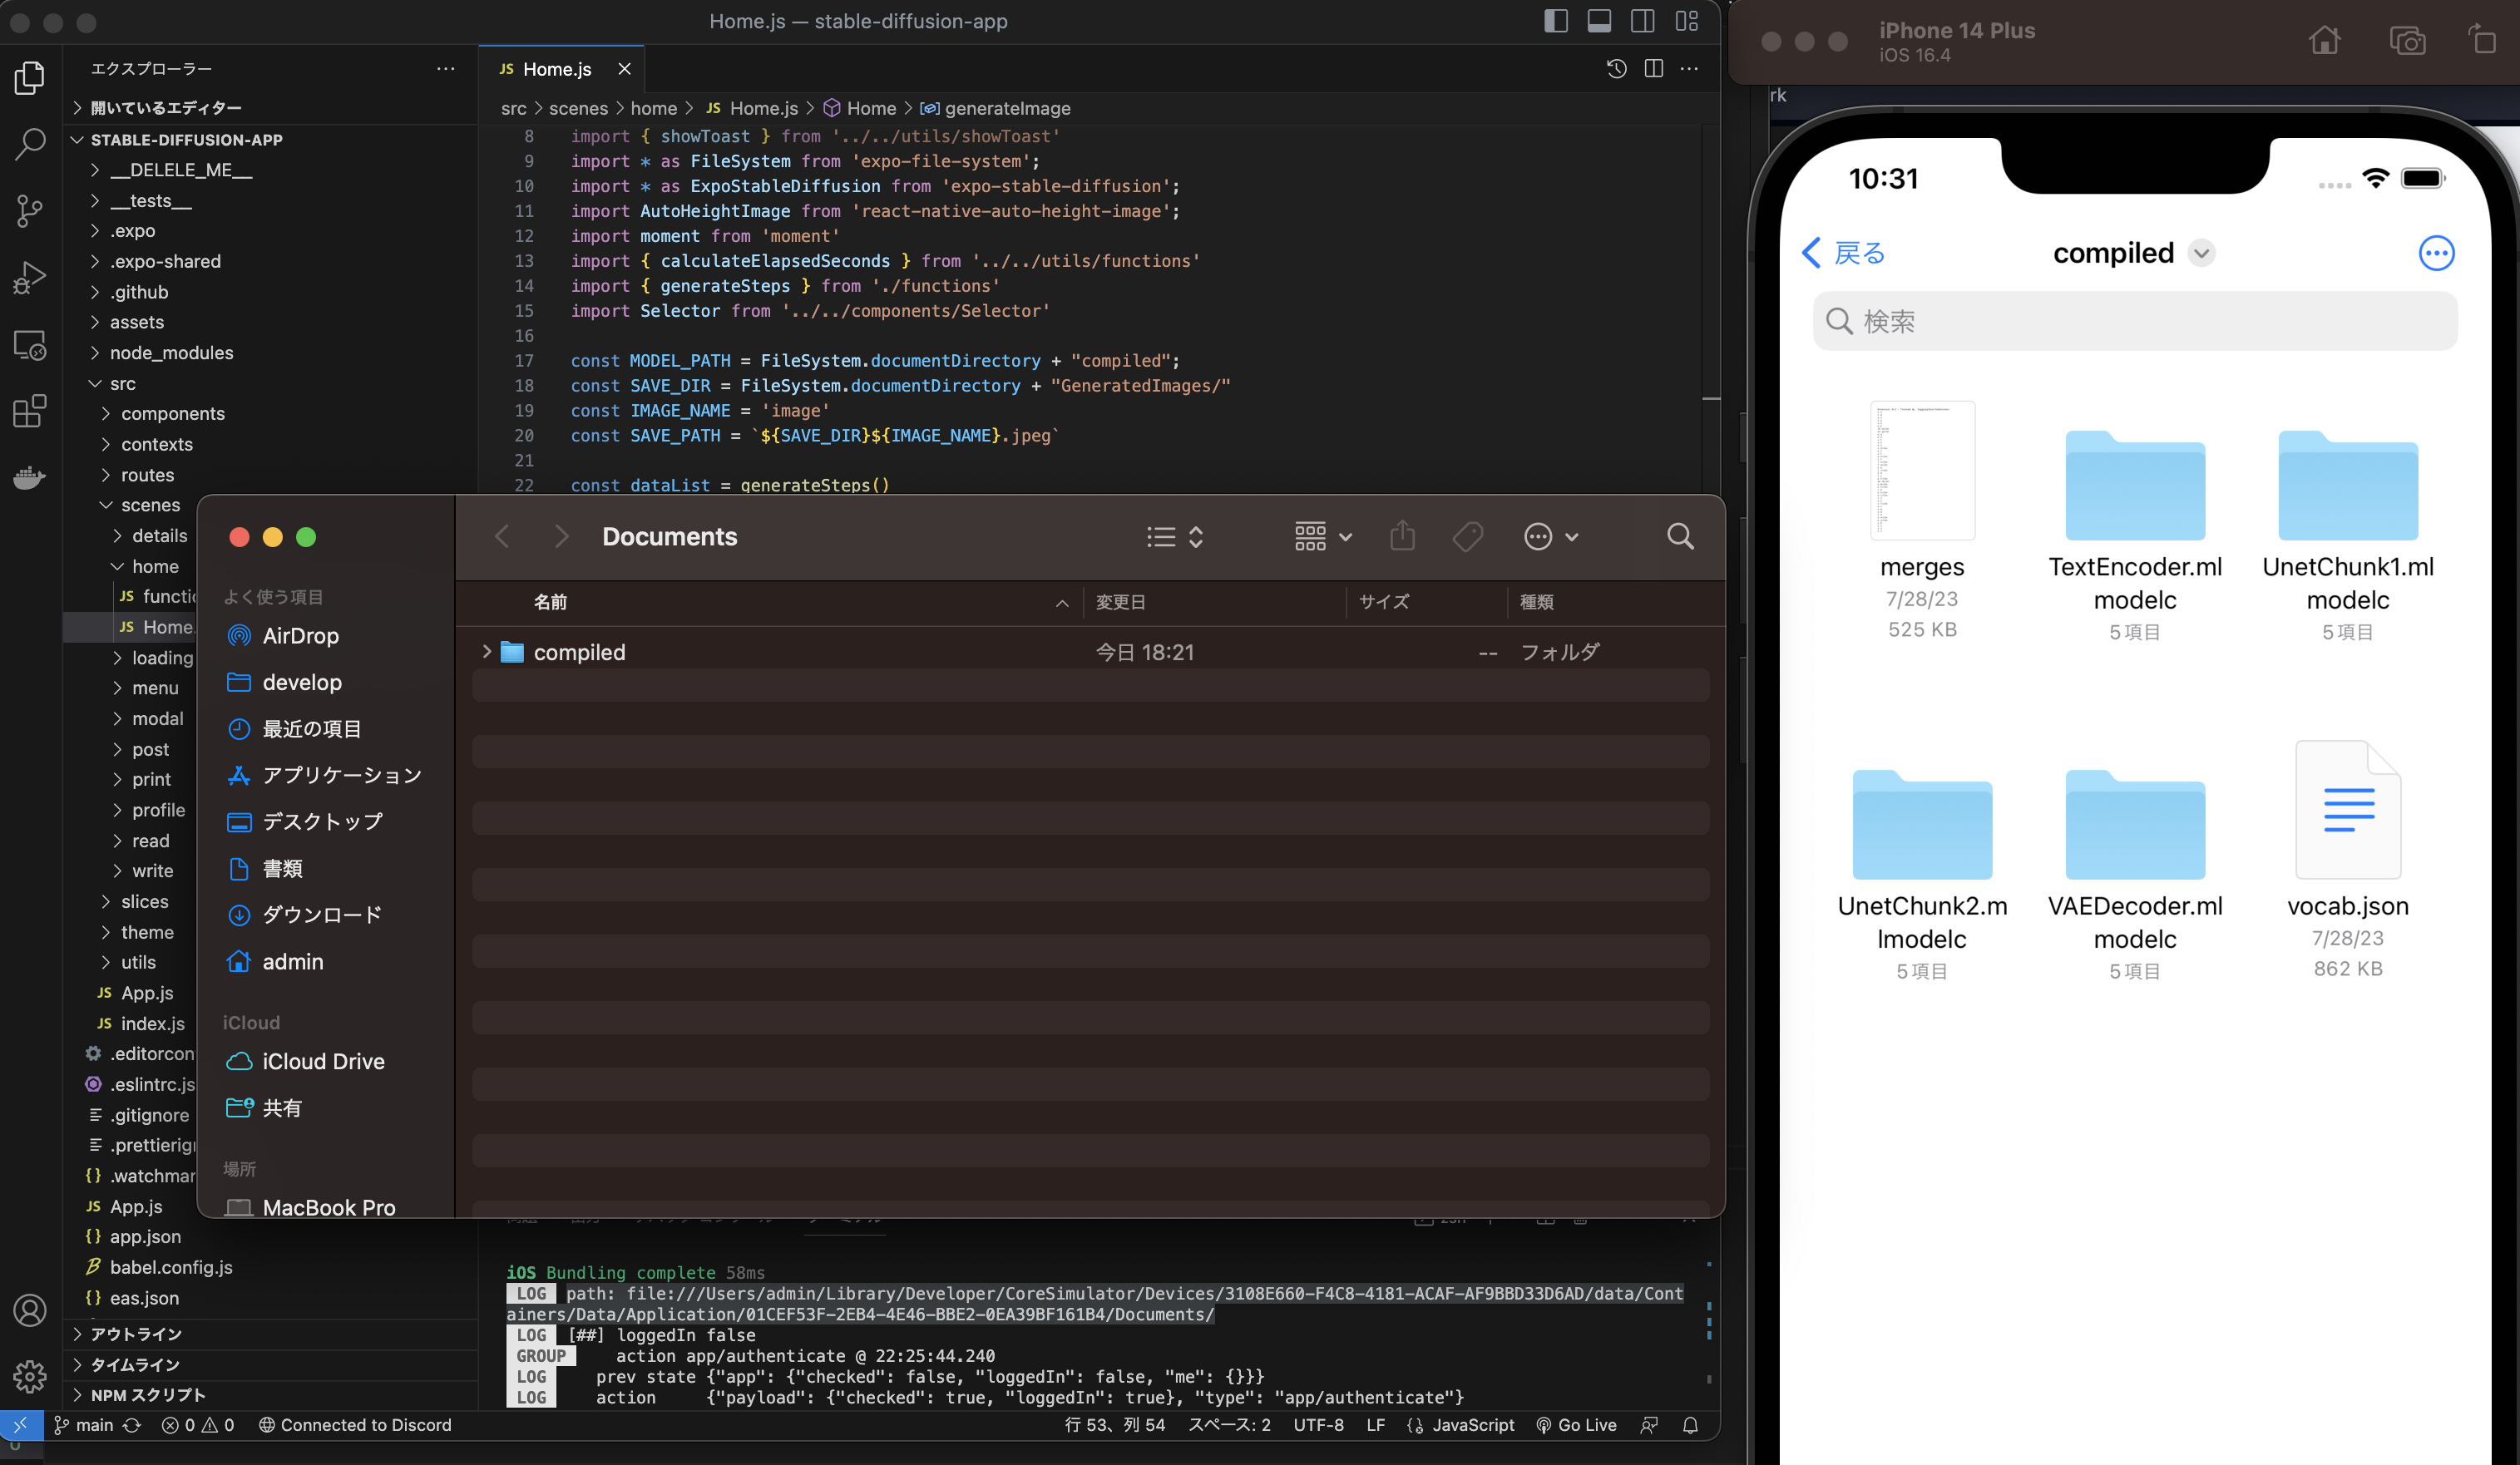 Home.js — stable-diffusion-app
エクスプローラー
開いているエディター
STABLE-DIFFUSION-APP
__DELELE_ME__
__tests__
.expo
.expo-shared
.github
assets
node_modules
src
components
contexts
routes
scenes
details
home
JS functio
JS Home.
loading
menu
modal
post
print
profile
read
write
slices
theme
utils
JS App.js
JS index.js
.editorcon
.eslintrc.js
.gitignore
.prettierign
{} .watchmar
JS App.js
{} app.json
babel.config.js
{} eas.json
アウトライン
タイムライン
NPM スクリプト
JS Home.js
src > scenes > home > JS Home.js > Home > generateImage
8 import { showToast } from '../../utils/showToast'
9 import * as FileSystem from 'expo-file-system';
10 import * as ExpoStableDiffusion from 'expo-stable-diffusion';
11 import AutoHeightImage from 'react-native-auto-height-image';
12 import moment from 'moment'
13 import { calculateElapsedSeconds } from '../../utils/functions'
14 import { generateSteps } from './functions'
15 import Selector from '../../components/Selector'
16
17 const MODEL_PATH = FileSystem.documentDirectory + "compiled";
18 const SAVE_DIR = FileSystem.documentDirectory + "GeneratedImages/"
19 const IMAGE_NAME = 'image'
20 const SAVE_PATH = `${SAVE_DIR}${IMAGE_NAME}.jpeg`
21
22 const dataList = generateSteps()
Documents
よく使う項目
AirDrop
develop
最近の項目
アプリケーション
デスクトップ
書類
ダウンロード
admin
iCloud
iCloud Drive
共有
場所
MacBook Pro
名前 変更日 サイズ 種類
compiled 今日 18:21 -- フォルダ
iOS Bundling complete 58ms
LOG path: file:///Users/admin/Library/Developer/CoreSimulator/Devices/3108E660-F4C8-4181-ACAF-AF9BBD33D6AD/data/Cont
ainers/Data/Application/01CEF53F-2EB4-4E46-BBE2-0EA39BF161B4/Documents/
LOG [##] loggedIn false
GROUP action app/authenticate @ 22:25:44.240
LOG prev state {"app": {"checked": false, "loggedIn": false, "me": {}}}
LOG action {"payload": {"checked": true, "loggedIn": true}, "type": "app/authenticate"}
main 0 0 Connected to Discord 行 53、列 54 スペース: 2 UTF-8 LF JavaScript Go Live
iPhone 14 Plus
iOS 16.4
rk
10:31
戻る compiled
検索
merges
7/28/23
525 KB
TextEncoder.ml
modelc
5項目
UnetChunk1.ml
modelc
5項目
UnetChunk2.m
lmodelc
5項目
VAEDecoder.ml
modelc
5項目
vocab.json
7/28/23
862 KB